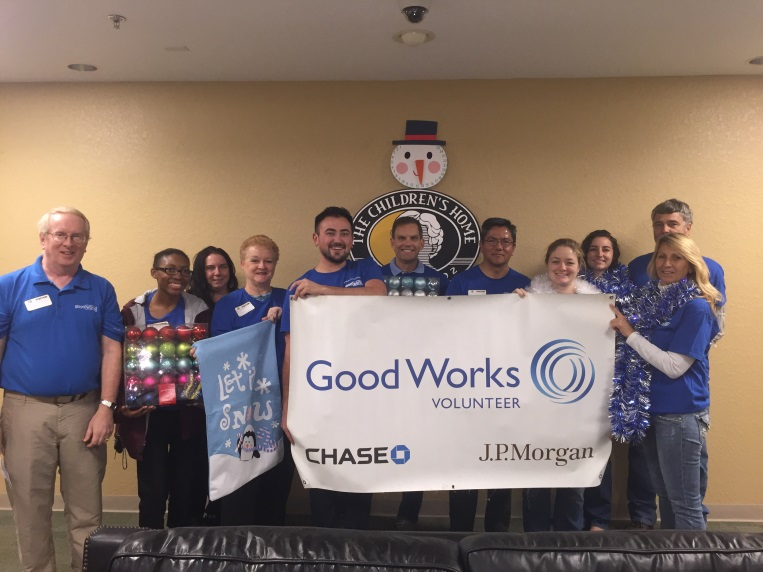 THE CHILDREN'S HOME
Let's
Snow
Good Works
VOLUNTEER
CHASE
J.P.Morgan